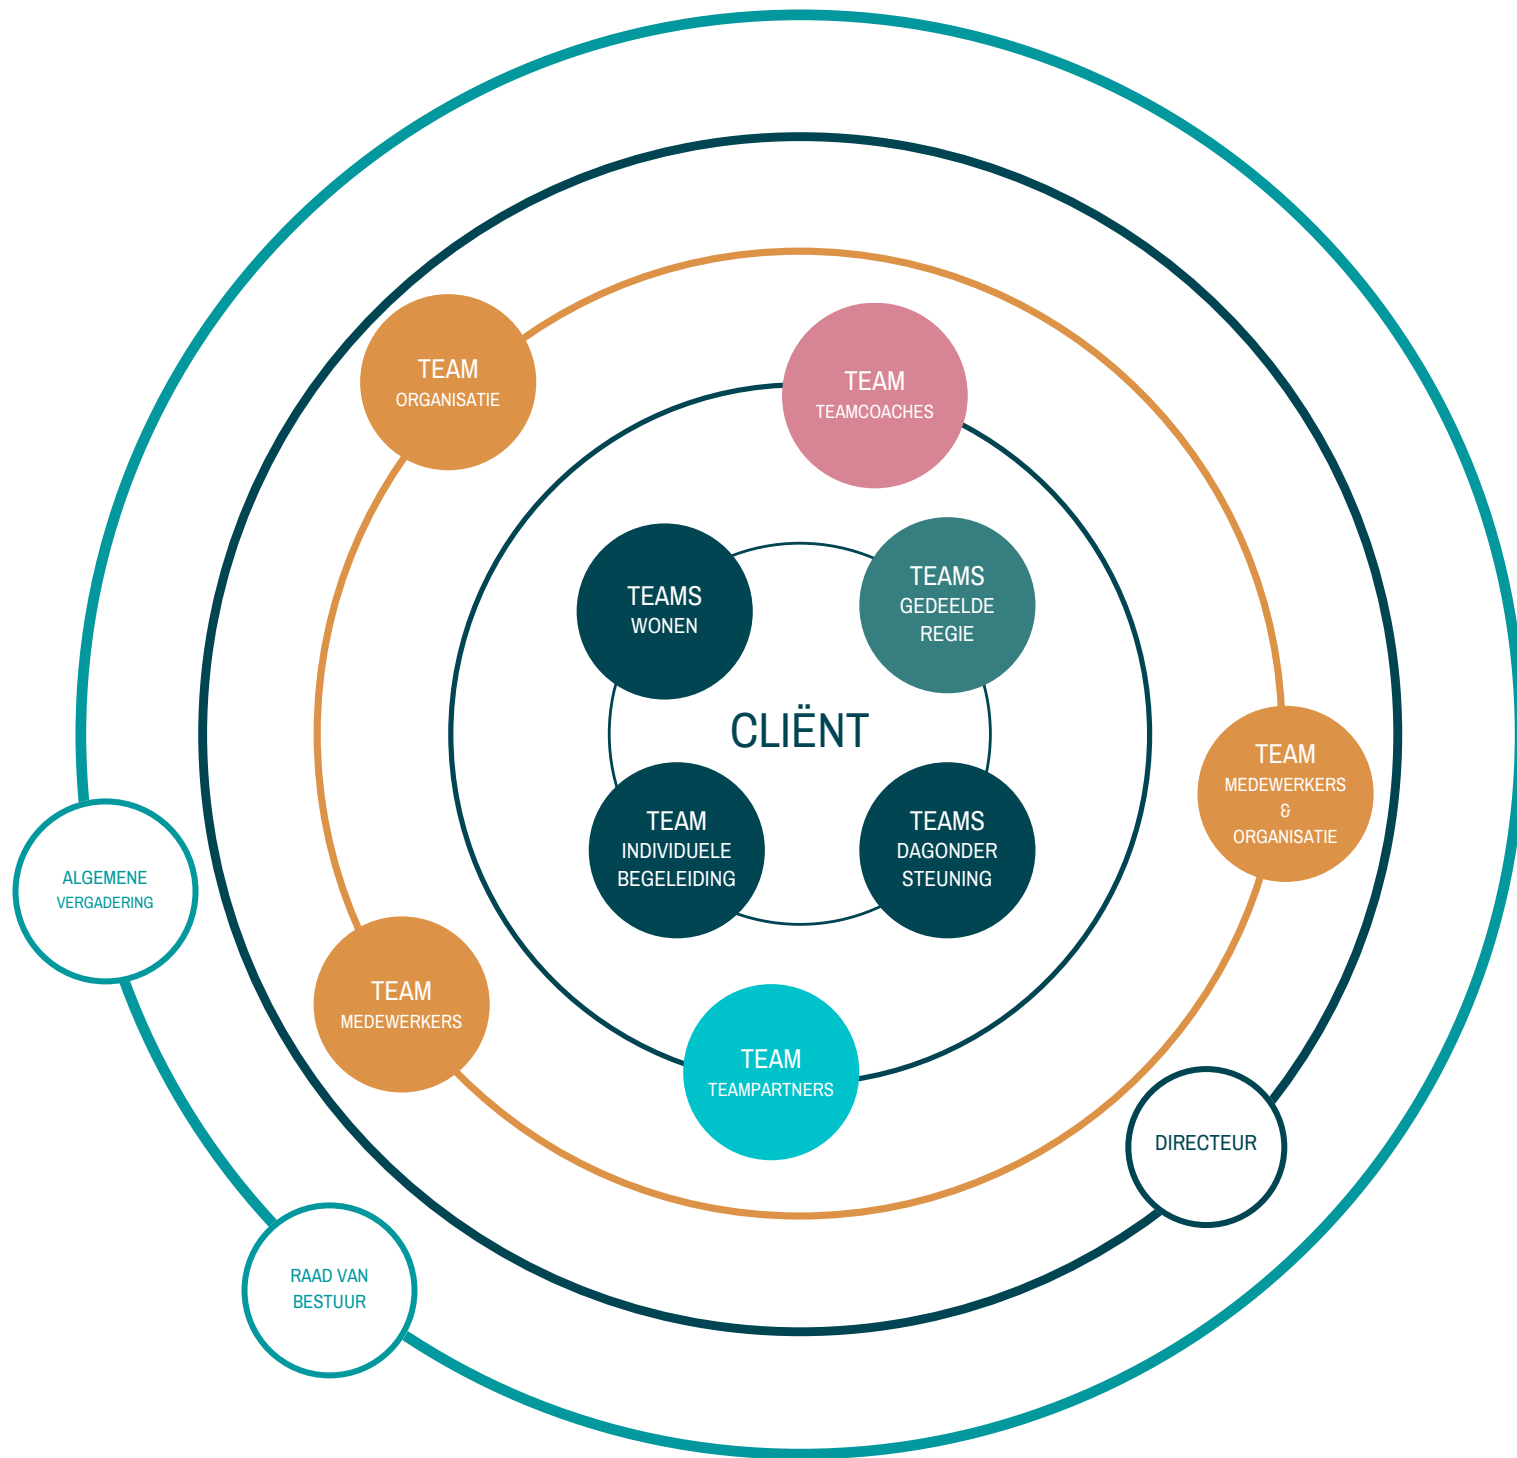 TEAM
ORGANISATIE
TEAM
TEAMCOACHES
TEAMS
WONEN
TEAMS
GEDEELDE
REGIE
CLIËNT
TEAM
MEDEWERKERS
&
ORGANISATIE
TEAM
INDIVIDUELE
BEGELEIDING
TEAMS
DAGONDER
STEUNING
ALGEMENE
VERGADERING
TEAM
MEDEWERKERS
TEAM
TEAMPARTNERS
DIRECTEUR
RAAD VAN
BESTUUR